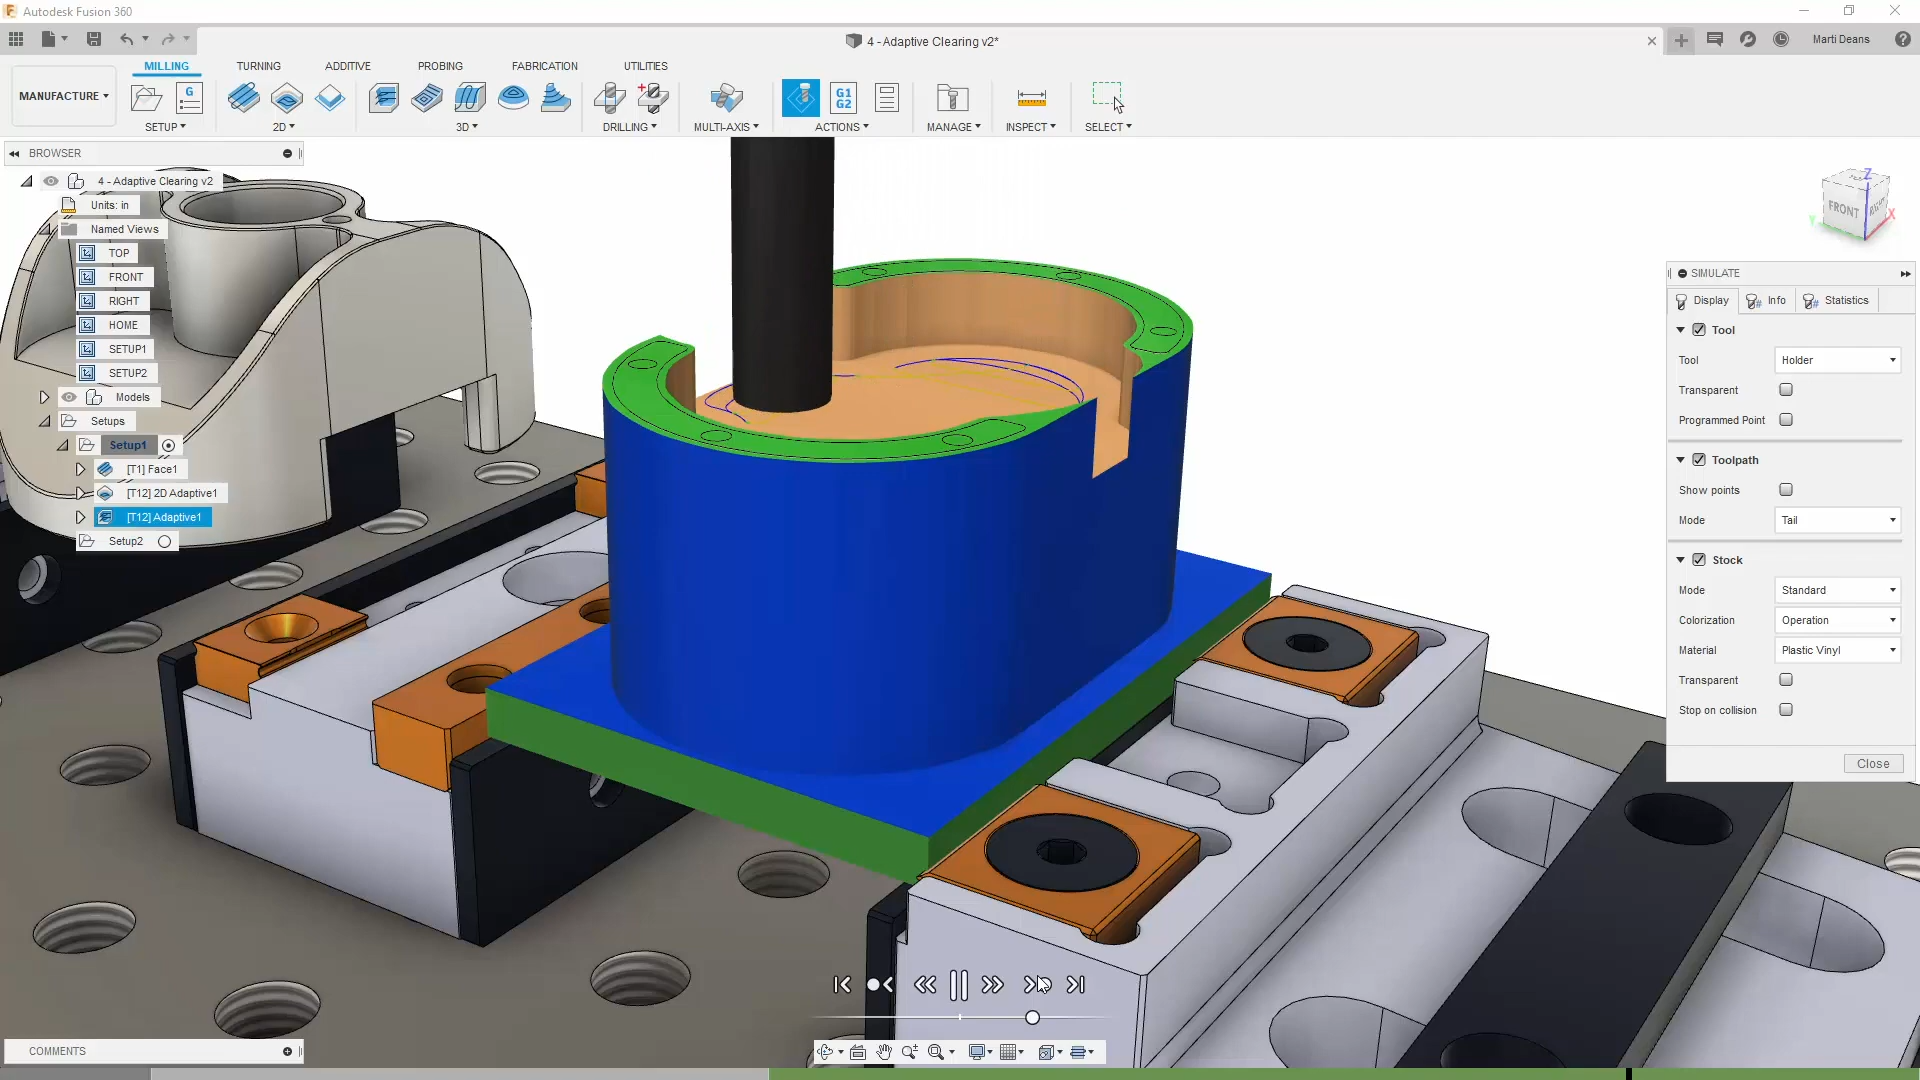 Autodesk Fusion 360
4 - Adaptive Clearing v2*
Marti Deans
MILLING TURNING ADDITIVE PROBING FABRICATION UTILITIES
MANUFACTURE
G
G1
G2
SETUP 2D 3D DRILLING MULTI-AXIS ACTIONS MANAGE INSPECT SELECT
BROWSER
4 - Adaptive Clearing v2
Units: in
Named Views
TOP
FRONT
RIGHT
HOME
SETUP1
SETUP2
Models
Setups
Setup1
[T1] Face1
[T12] 2D Adaptive1
[T12] Adaptive1
Setup2
Z
FRONT
X
Y
SIMULATE
Display Info Statistics
Tool
Tool Holder
Transparent
Programmed Point
Toolpath
Show points
Mode Tail
Stock
Mode Standard
Colorization Operation
Material Plastic Vinyl
Transparent
Stop on collision
Close
COMMENTS